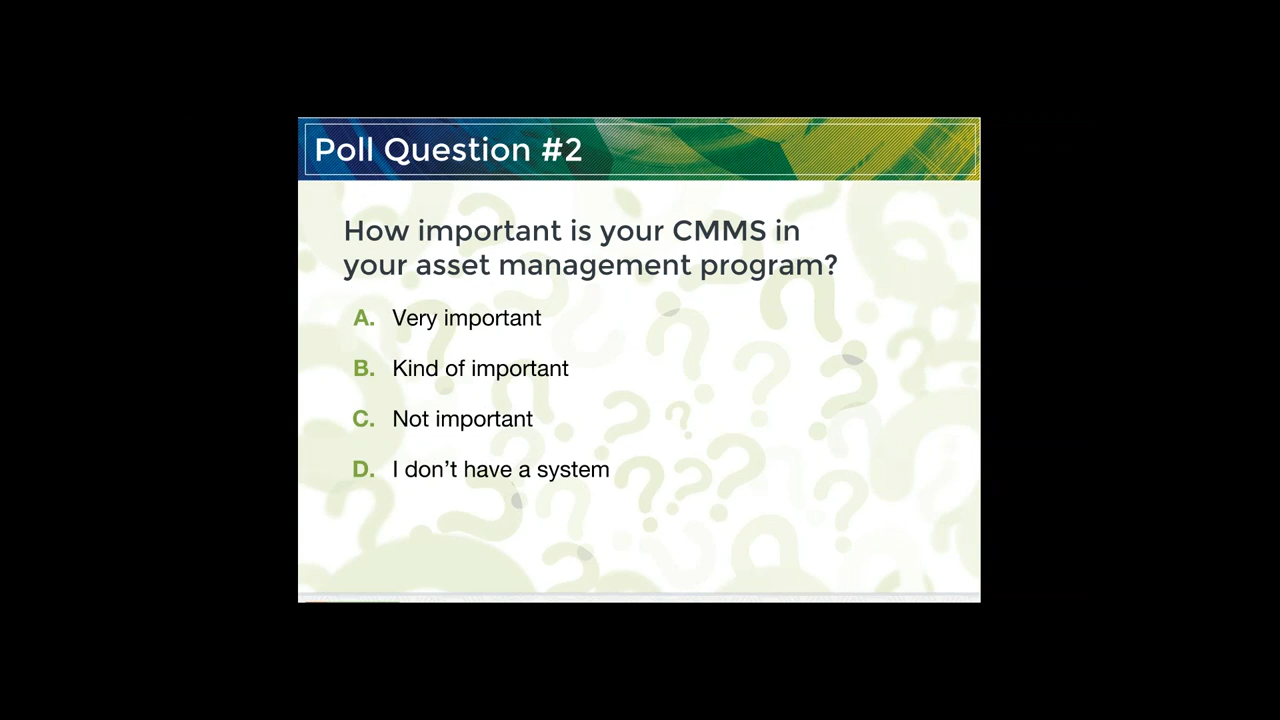 Poll Question #2
How important is your CMMS in
your asset management program?
A. Very important
B. Kind of important
C. Not important
D. I don’t have a system